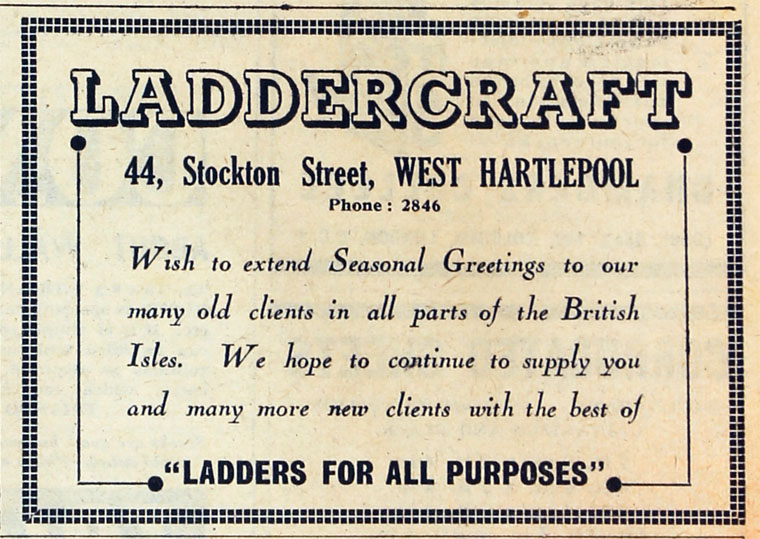 LADDERCRAFT
44, Stockton Street, WEST HARTLEPOOL
Phone : 2846
Wish to extend Seasonal Greetings to our
many old clients in all parts of the British
Isles. We hope to continue to supply you
and many more new clients with the best of
"LADDERS FOR ALL PURPOSES"